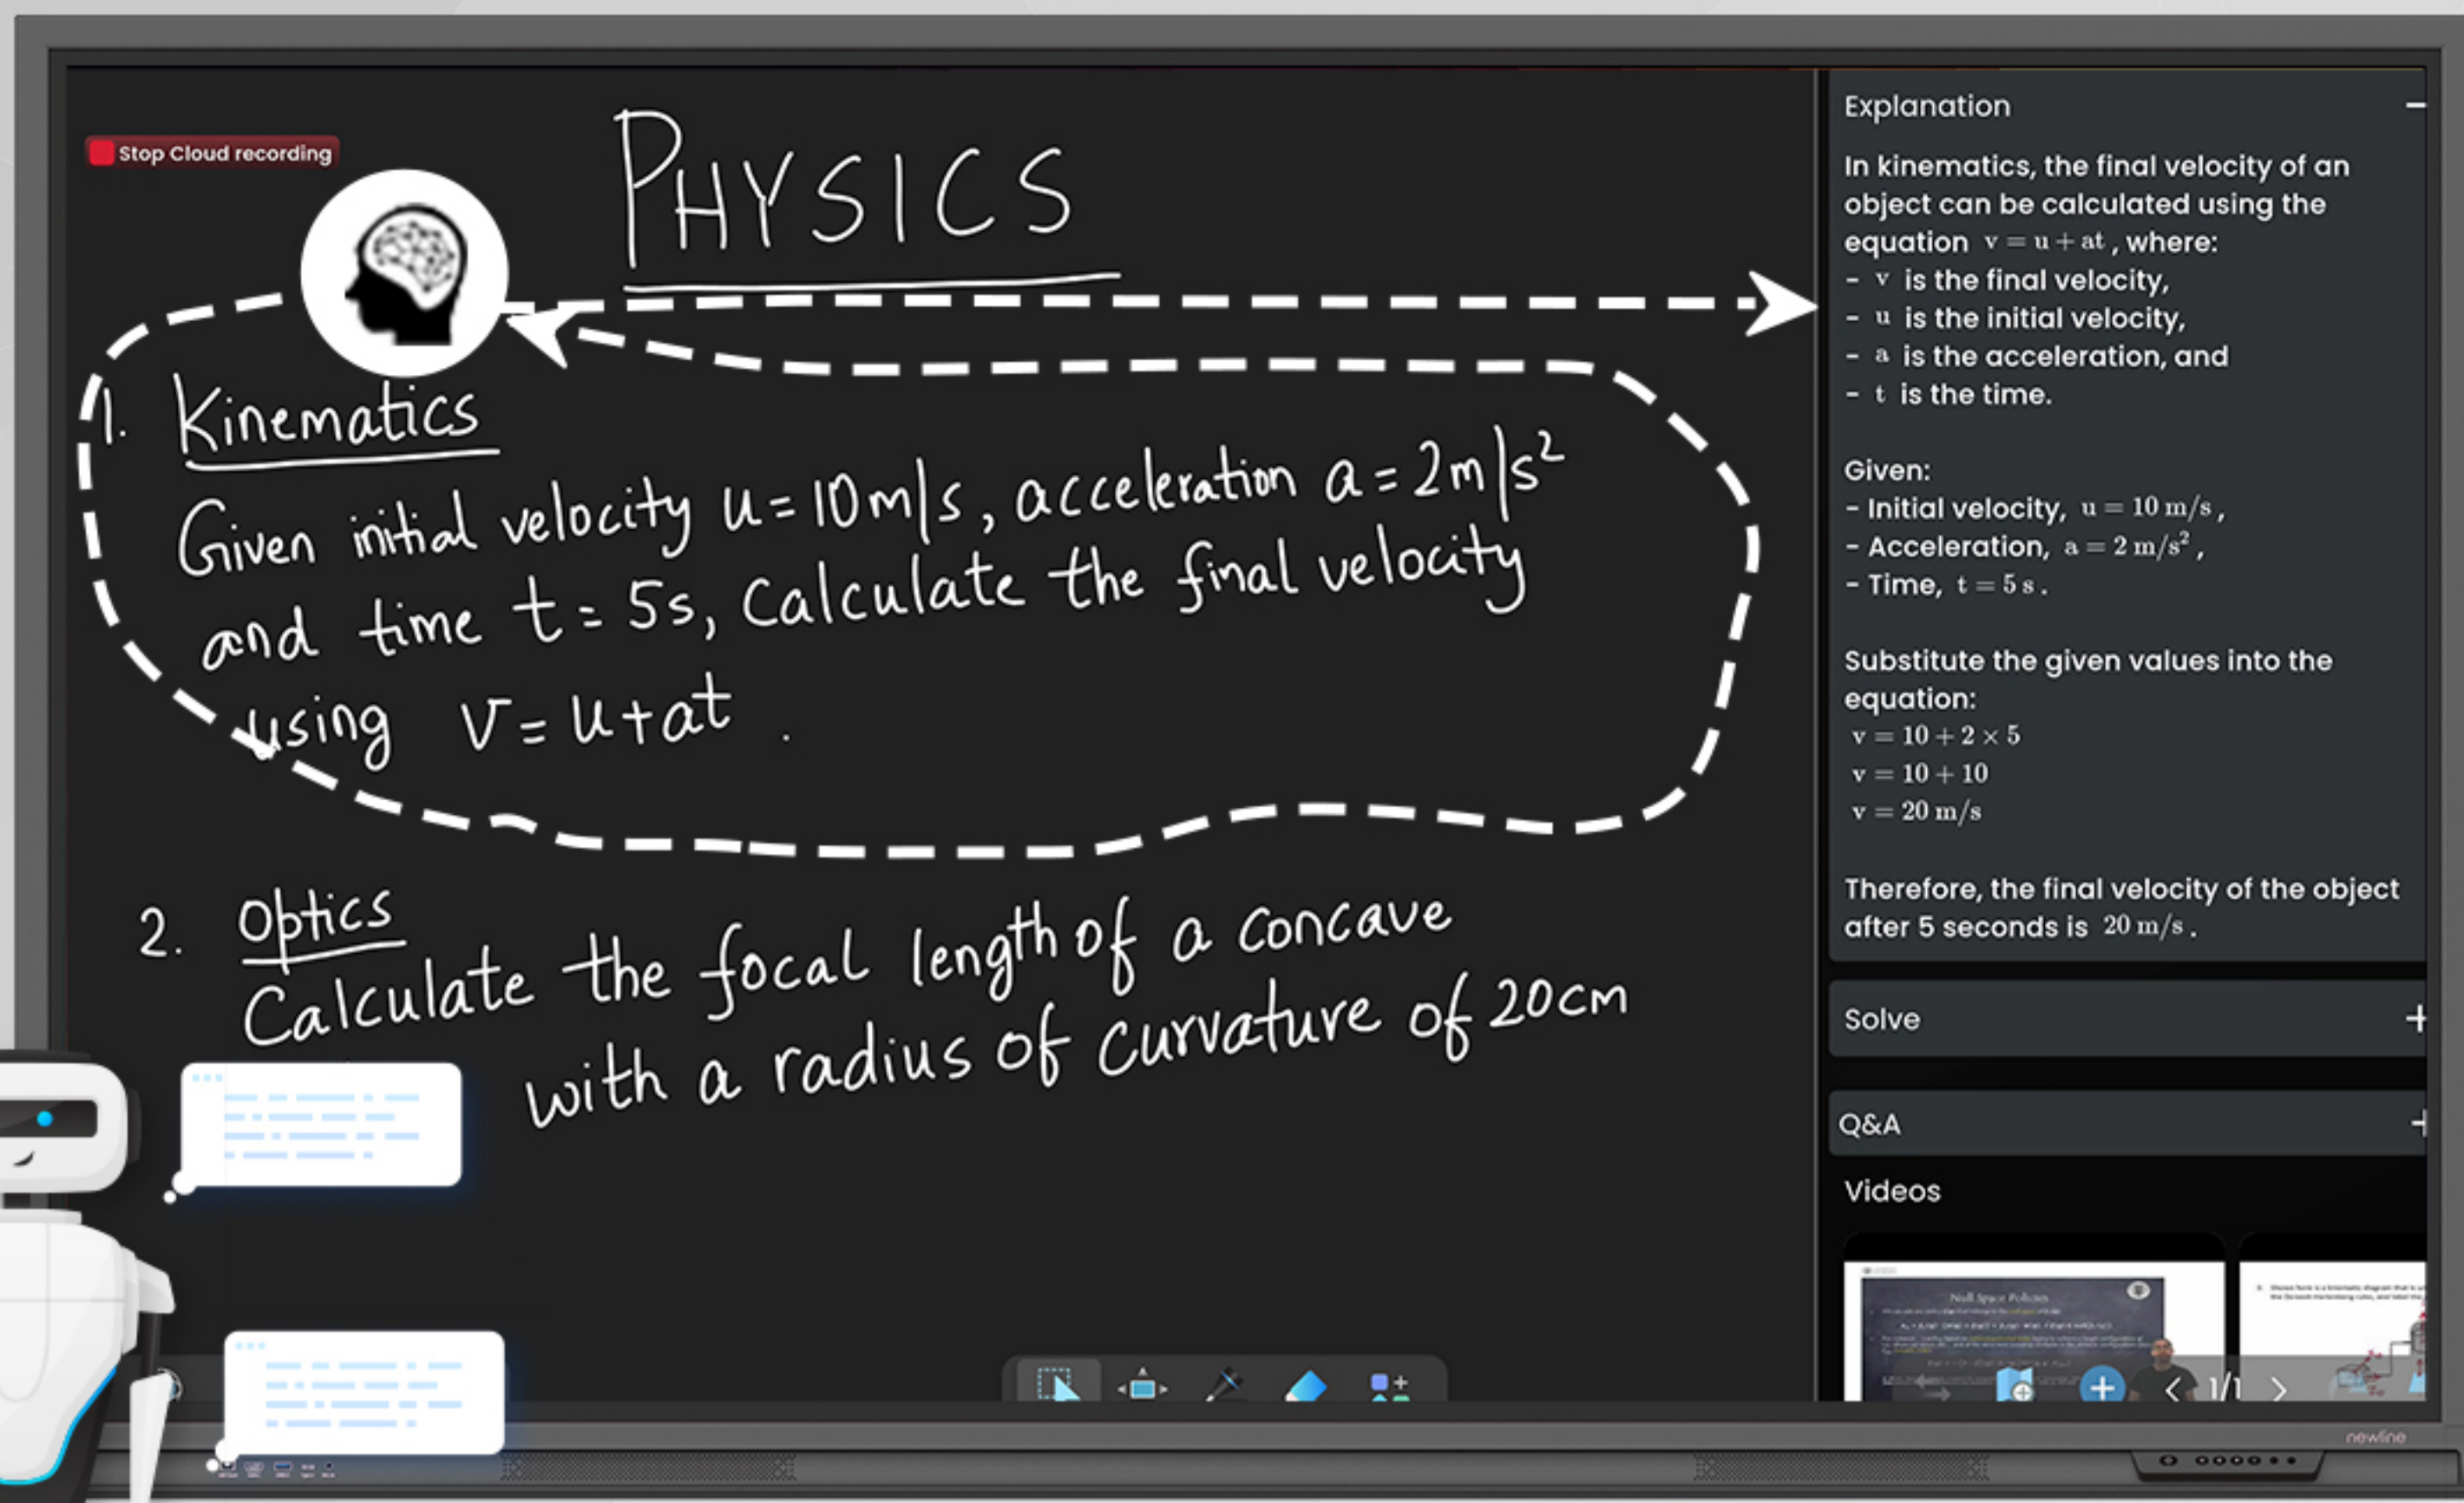 Stop Cloud recording
PHYSICS
1. Kinematics
Given initial velocity u = 10m/s, acceleration a = 2m/s²
and time t = 5s, Calculate the final velocity
using v = u + at .
2. Optics
Calculate the focal length of a concave
with a radius of curvature of 20cm
Explanation
In kinematics, the final velocity of an
object can be calculated using the
equation v = u + at , where:
- v is the final velocity,
- u is the initial velocity,
- a is the acceleration, and
- t is the time.
Given:
- Initial velocity, u = 10 m/s ,
- Acceleration, a = 2 m/s² ,
- Time, t = 5 s .
Substitute the given values into the
equation:
v = 10 + 2 × 5
v = 10 + 10
v = 20 m/s
Therefore, the final velocity of the object
after 5 seconds is 20 m/s .
Solve
Q&A
Videos
Null Space Policies
1/1
newline